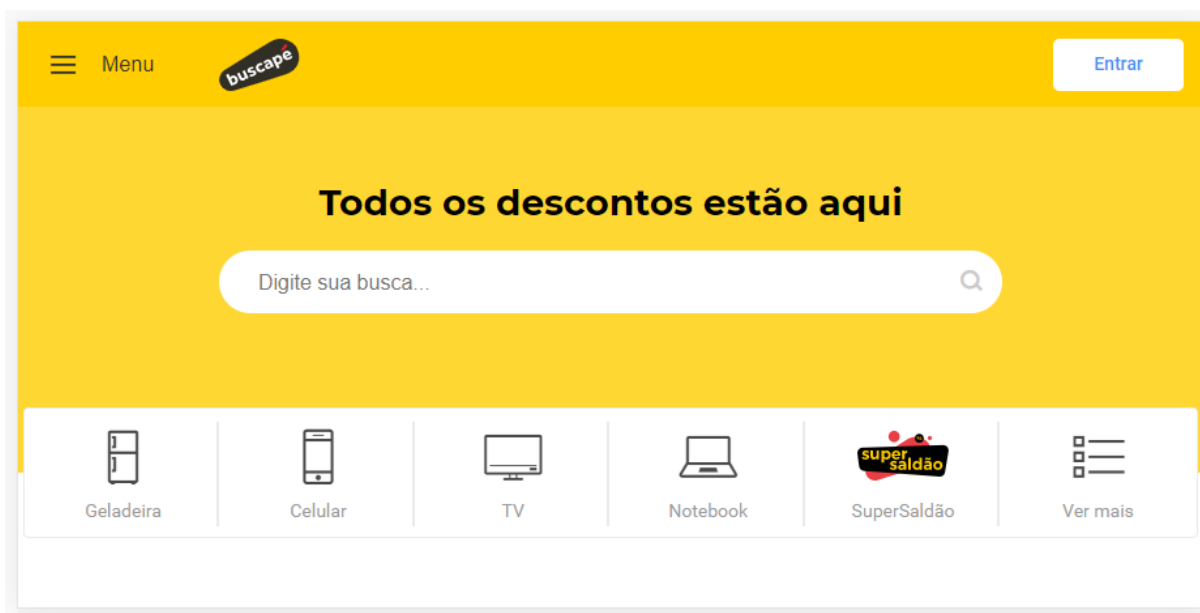 Menu
buscapé
Entrar
Todos os descontos estão aqui
Digite sua busca...
super
saldão
Geladeira
Celular
TV
Notebook
SuperSaldão
Ver mais